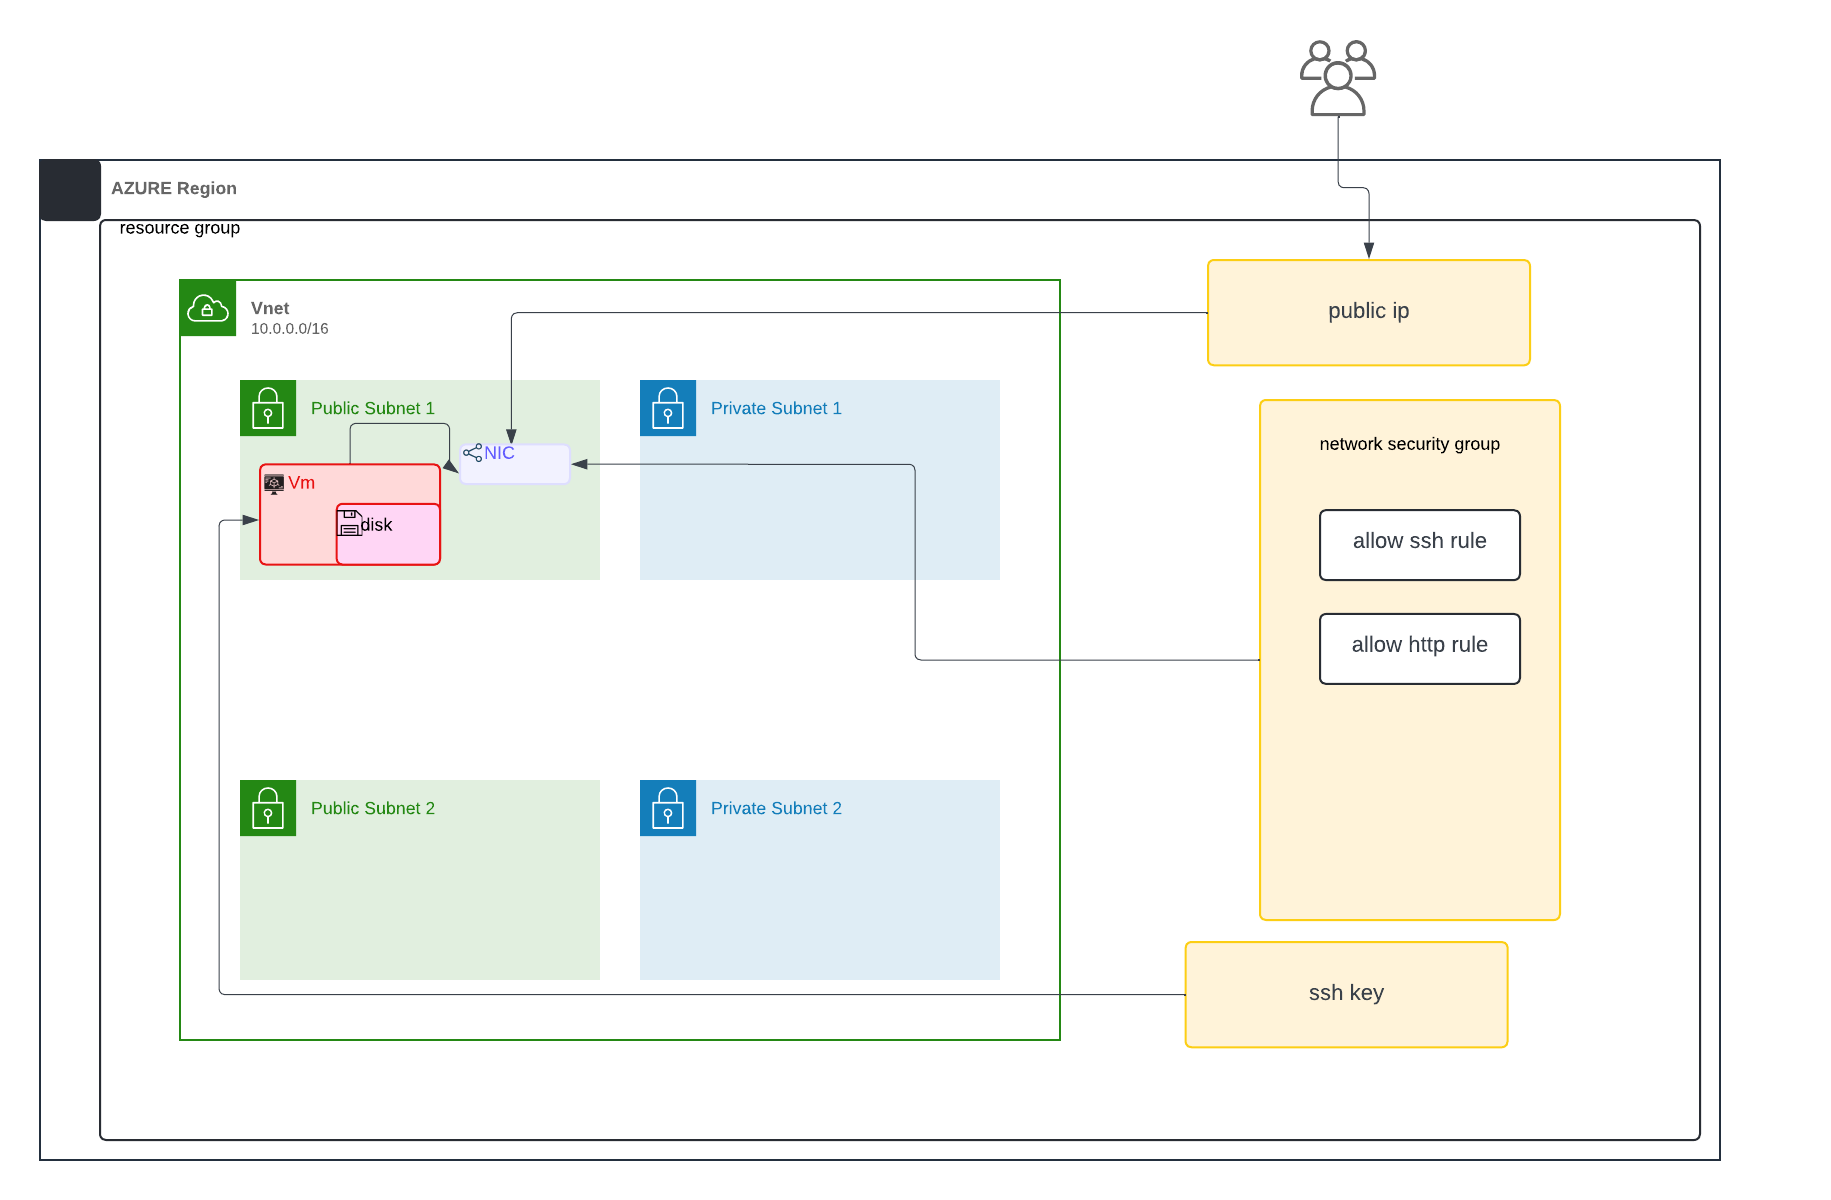 AZURE Region
resource group
Vnet
10.0.0.0/16
public ip
Public Subnet 1
Private Subnet 1
NIC
Vm
disk
network security group
allow ssh rule
allow http rule
Public Subnet 2
Private Subnet 2
ssh key